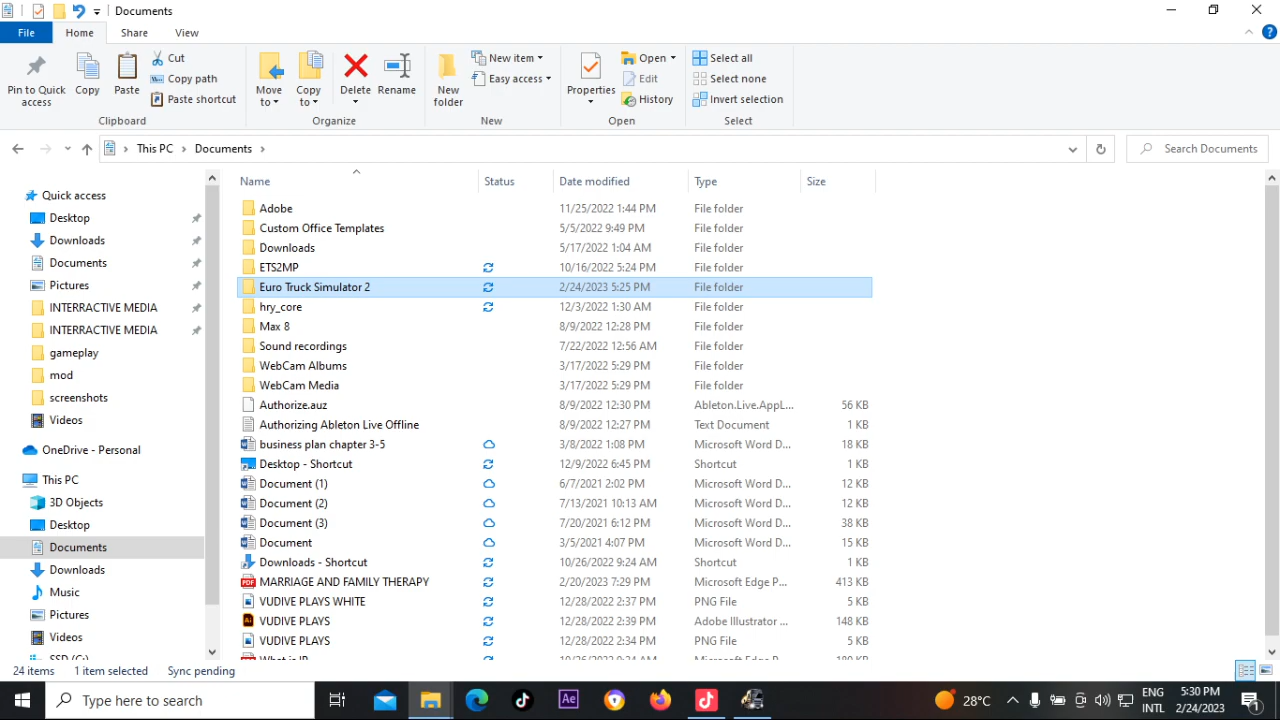 Documents
File Home Share View
Pin to Quick access
Copy
Paste
Cut
Copy path
Paste shortcut
Clipboard
Move to
Copy to
Delete
Rename
Organize
New folder
New item
Easy access
New
Properties
Open
Edit
History
Open
Select all
Select none
Invert selection
Select
This PC > Documents >
Search Documents
Quick access
Desktop
Downloads
Documents
Pictures
INTERRACTIVE MEDIA
INTERRACTIVE MEDIA
gameplay
mod
screenshots
Videos
OneDrive - Personal
This PC
3D Objects
Desktop
Documents
Downloads
Music
Pictures
Videos
SSD (C:)
Name Status Date modified Type Size
Adobe 11/25/2022 1:44 PM File folder
Custom Office Templates 5/5/2022 9:49 PM File folder
Downloads 5/17/2022 1:04 AM File folder
ETS2MP 10/16/2022 5:24 PM File folder
Euro Truck Simulator 2 2/24/2023 5:25 PM File folder
hry_core 12/3/2022 1:30 AM File folder
Max 8 8/9/2022 12:28 PM File folder
Sound recordings 7/22/2022 12:56 AM File folder
WebCam Albums 3/17/2022 5:29 PM File folder
WebCam Media 3/17/2022 5:29 PM File folder
Authorize.auz 8/9/2022 12:30 PM Ableton.Live.AppL... 56 KB
Authorizing Ableton Live Offline 8/9/2022 12:27 PM Text Document 1 KB
business plan chapter 3-5 3/8/2022 1:08 PM Microsoft Word D... 18 KB
Desktop - Shortcut 12/9/2022 6:45 PM Shortcut 1 KB
Document (1) 6/7/2021 2:02 PM Microsoft Word D... 12 KB
Document (2) 7/13/2021 10:13 AM Microsoft Word D... 12 KB
Document (3) 7/20/2021 6:12 PM Microsoft Word D... 38 KB
Document 3/5/2021 4:07 PM Microsoft Word D... 15 KB
Downloads - Shortcut 10/26/2022 9:24 AM Shortcut 1 KB
MARRIAGE AND FAMILY THERAPY 2/20/2023 7:29 PM Microsoft Edge P... 413 KB
VUDIVE PLAYS WHITE 12/28/2022 2:37 PM PNG File 5 KB
VUDIVE PLAYS 12/28/2022 2:39 PM Adobe Illustrator ... 148 KB
VUDIVE PLAYS 12/28/2022 2:34 PM PNG File 5 KB
What is IP 10/26/2022 9:24 AM Microsoft Edge P... 180 KB
24 items 1 item selected Sync pending
Type here to search
28°C
ENG
INTL
5:30 PM
2/24/2023
1